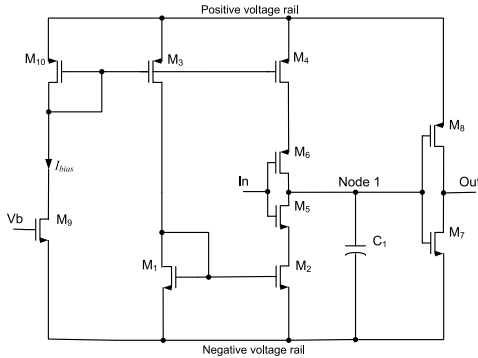 Positive voltage rail
M10
M3
M4
M8
M6
Ibias
In
Node 1
Out
M5
Vb
M9
C1
M7
M1
M2
Negative voltage rail